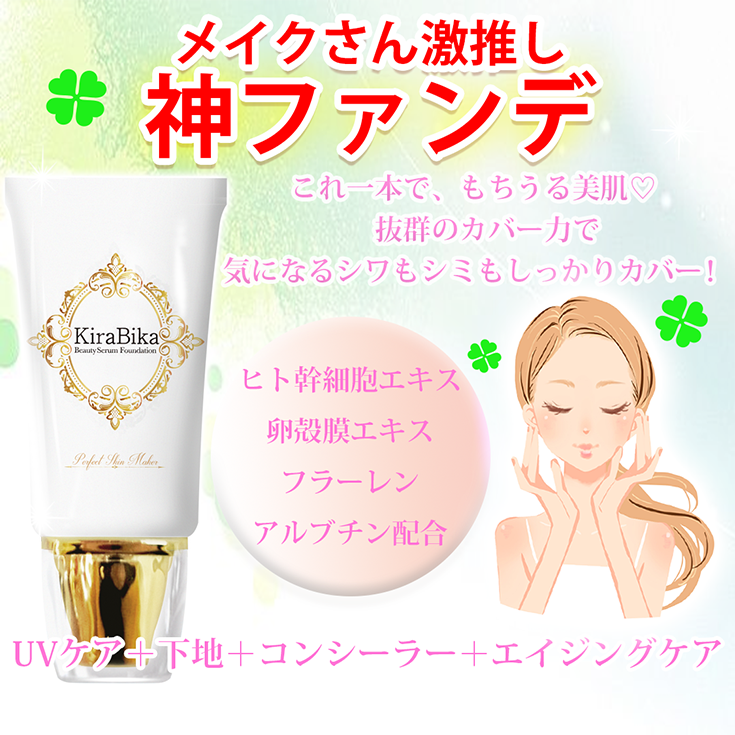 メイクさん激推し
神ファンデ
これ一本で、もちうる美肌♡
抜群のカバー力で
気になるシワもシミもしっかりカバー！
KiraBika
Beauty Serum Foundation
Perfect Skin Maker
ヒト幹細胞エキス
卵殻膜エキス
フラーレン
アルブチン配合
UVケア＋下地＋コンシーラー＋エイジングケア